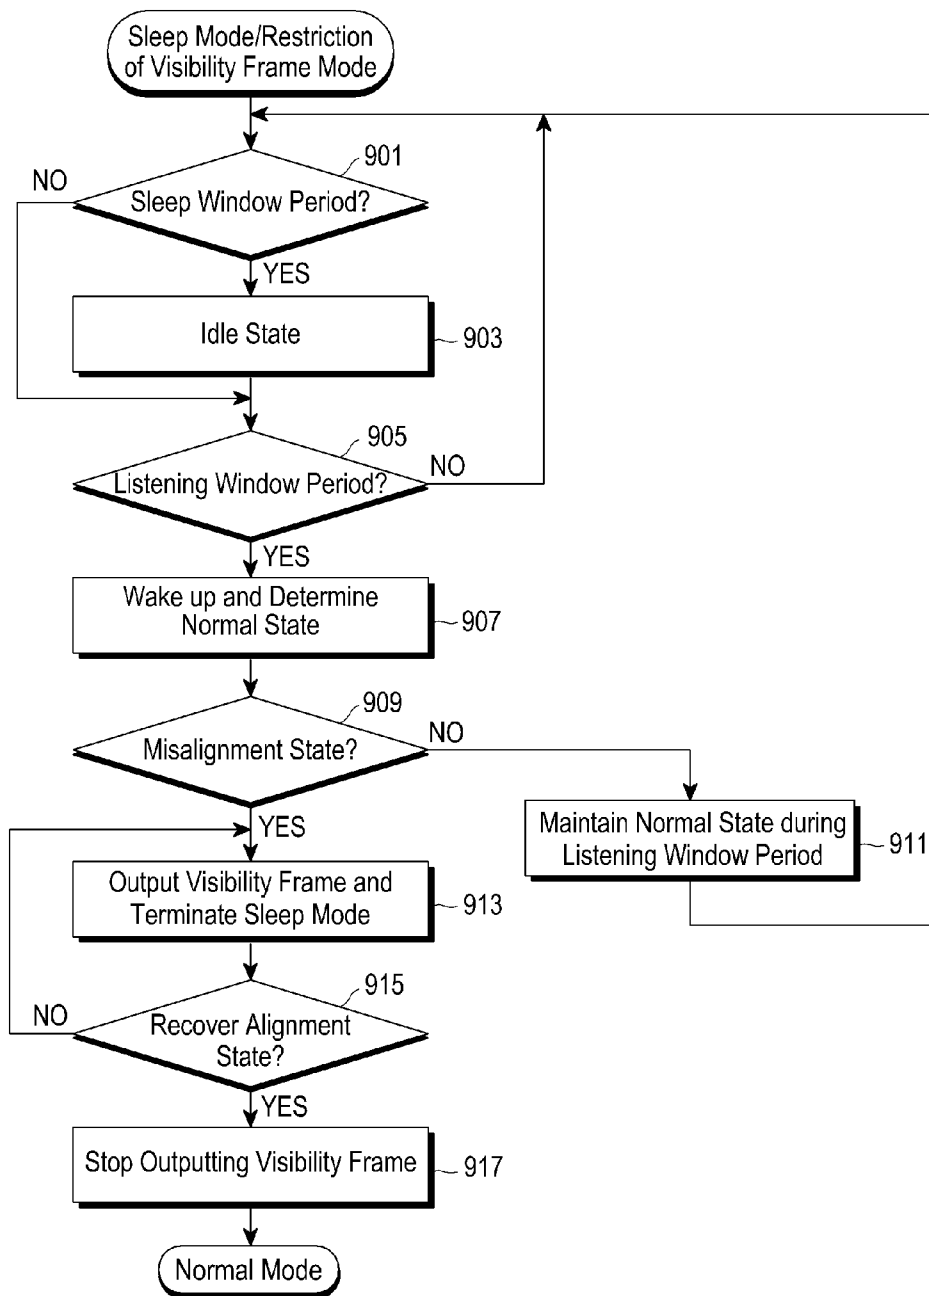 Sleep Mode/Restriction
of Visibility Frame Mode
901
NO
Sleep Window Period?
YES
Idle State
903
905
NO
Listening Window Period?
YES
Wake up and Determine
Normal State
907
909
NO
Misalignment State?
YES
Maintain Normal State during
Listening Window Period
911
Output Visibility Frame and
Terminate Sleep Mode
913
915
NO
Recover Alignment
State?
YES
Stop Outputting Visibility Frame
917
Normal Mode